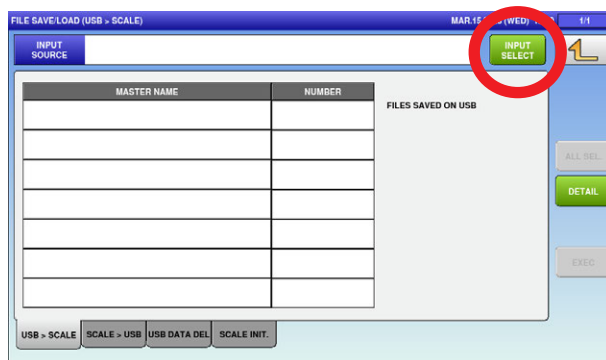 FILE SAVE/LOAD (USB > SCALE)
MAR.15 (WED) 1/1
INPUT
SOURCE
INPUT
SELECT
MASTER NAME NUMBER
FILES SAVED ON USB
ALL SEL.
DETAIL
EXEC
USB > SCALE SCALE > USB USB DATA DEL SCALE INIT.